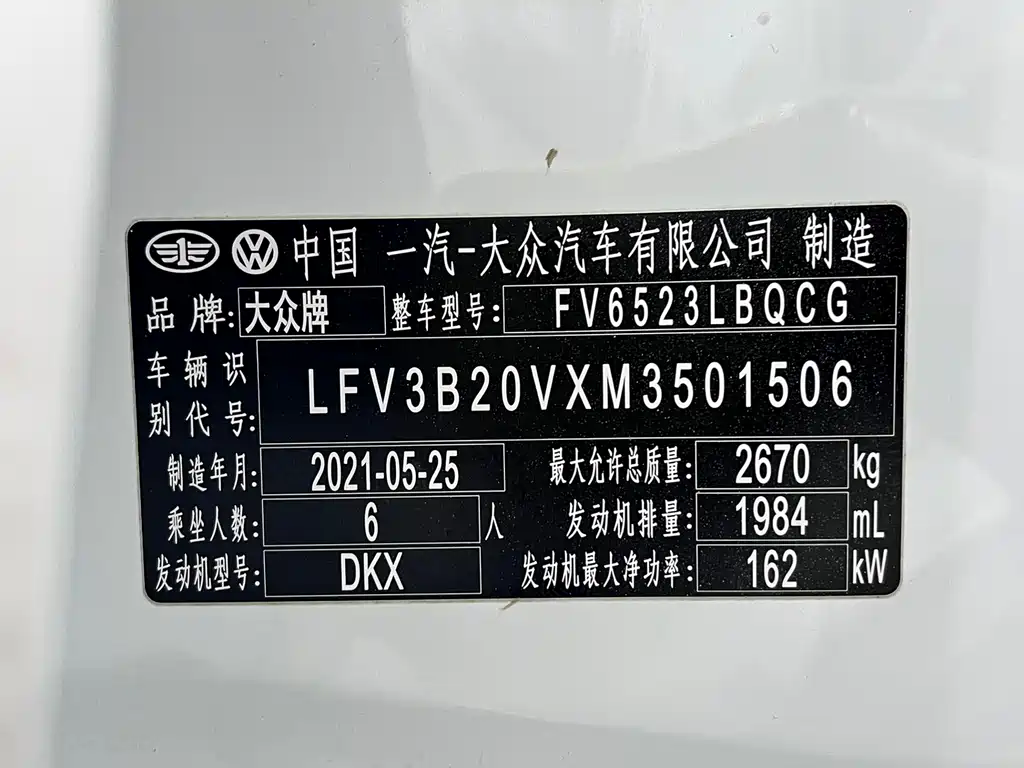 中国 一汽-大众汽车有限公司 制造
品牌: 大众牌 整车型号: FV6523LBQCG
车辆识别代号: LFV3B20VXM3501506
制造年月: 2021-05-25 最大允许总质量: 2670 kg
乘坐人数: 6 人 发动机排量: 1984 mL
发动机型号: DKX 发动机最大净功率: 162 kW